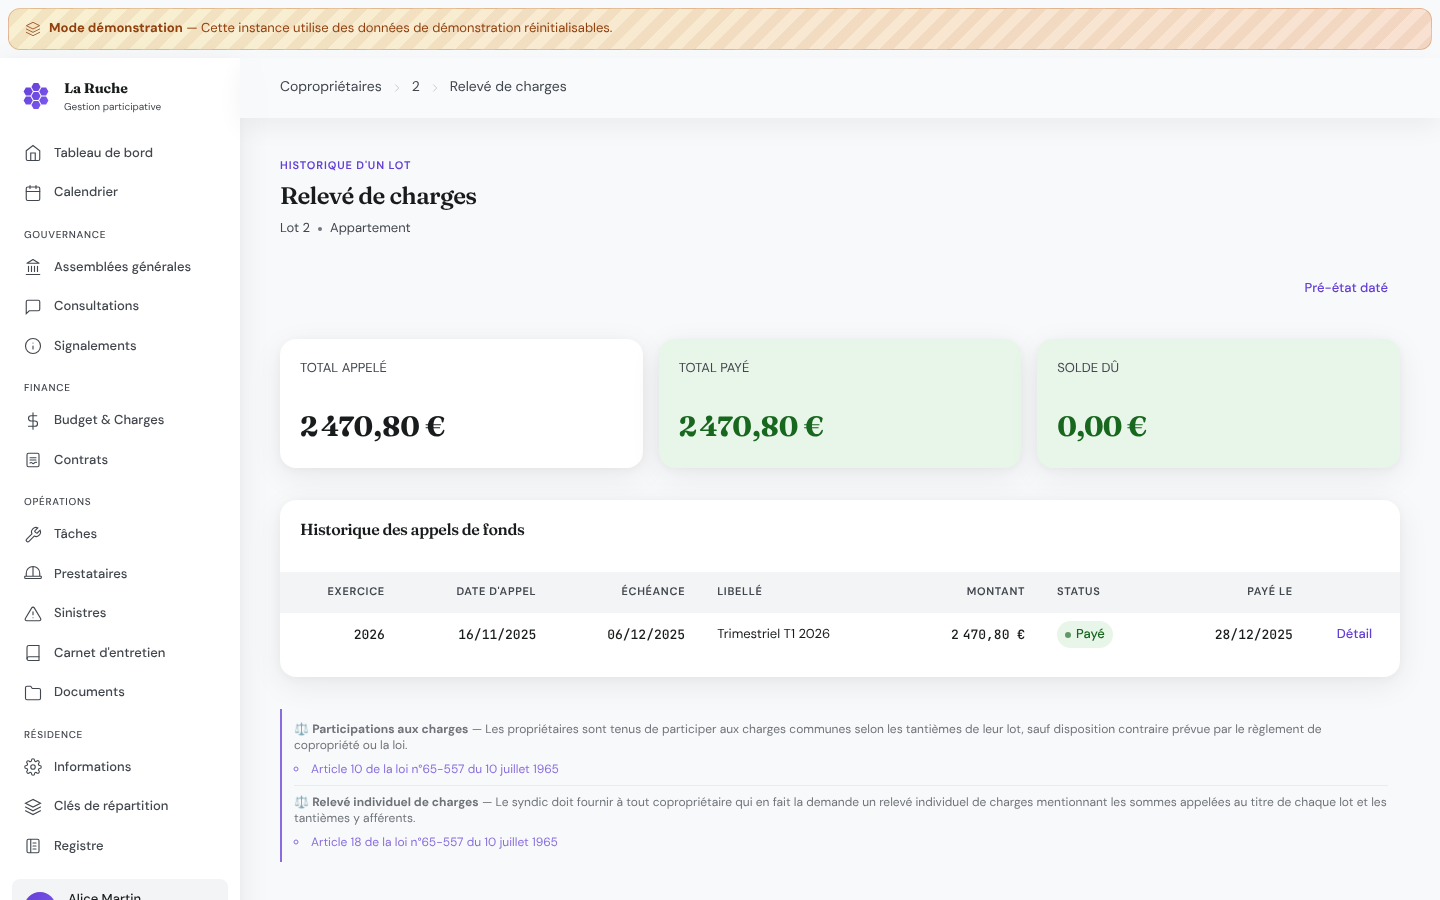 Mode démonstration — Cette instance utilise des données de démonstration réinitialisables.
La Ruche
Gestion participative
Tableau de bord
Calendrier
GOUVERNANCE
Assemblées générales
Consultations
Signalements
FINANCE
Budget & Charges
Contrats
OPÉRATIONS
Tâches
Prestataires
Sinistres
Carnet d'entretien
Documents
RÉSIDENCE
Informations
Clés de répartition
Registre
Alice Martin
Copropriétaires > 2 > Relevé de charges
HISTORIQUE D'UN LOT
Relevé de charges
Lot 2 • Appartement
Pré-état daté
TOTAL APPELÉ
2 470,80 €
TOTAL PAYÉ
2 470,80 €
SOLDE DÛ
0,00 €
Historique des appels de fonds
EXERCICE DATE D'APPEL ÉCHÉANCE LIBELLÉ MONTANT STATUS PAYÉ LE
2026 16/11/2025 06/12/2025 Trimestriel T1 2026 2 470,80 € Payé 28/12/2025 Détail
⚖️ Participations aux charges — Les propriétaires sont tenus de participer aux charges communes selon les tantièmes de leur lot, sauf disposition contraire prévue par le règlement de
copropriété ou la loi.
Article 10 de la loi n°65-557 du 10 juillet 1965
⚖️ Relevé individuel de charges — Le syndic doit fournir à tout copropriétaire qui en fait la demande un relevé individuel de charges mentionnant les sommes appelées au titre de chaque lot et les
tantièmes y afférents.
Article 18 de la loi n°65-557 du 10 juillet 1965